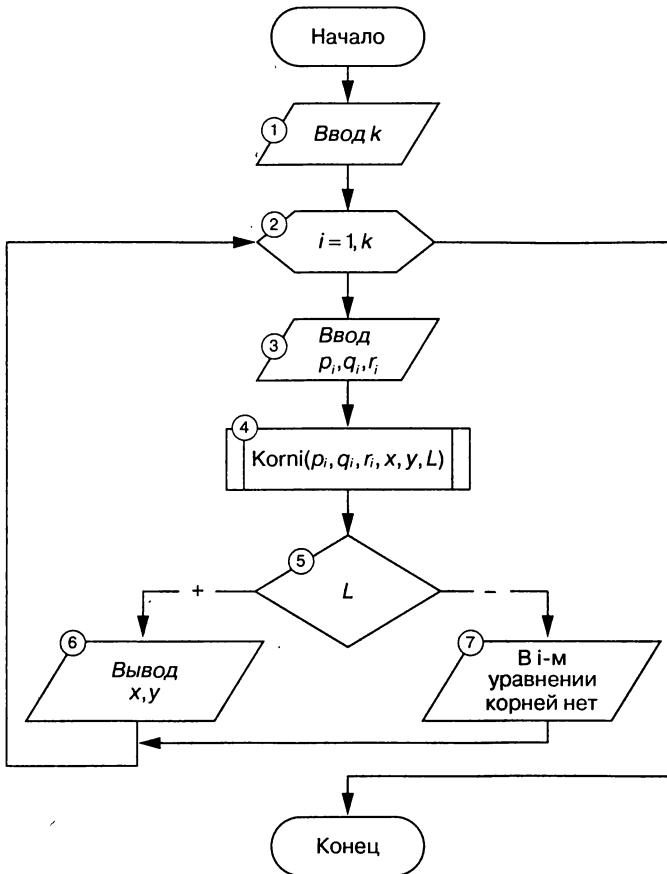 Начало
1
Ввод k
2
i = 1, k
3
Ввод
p_i, q_i, r_i
4
Korni(p_i, q_i, r_i, x, y, L)
5
L
+
–
6
Вывод
x, y
7
В i-м
уравнении
корней нет
Конец